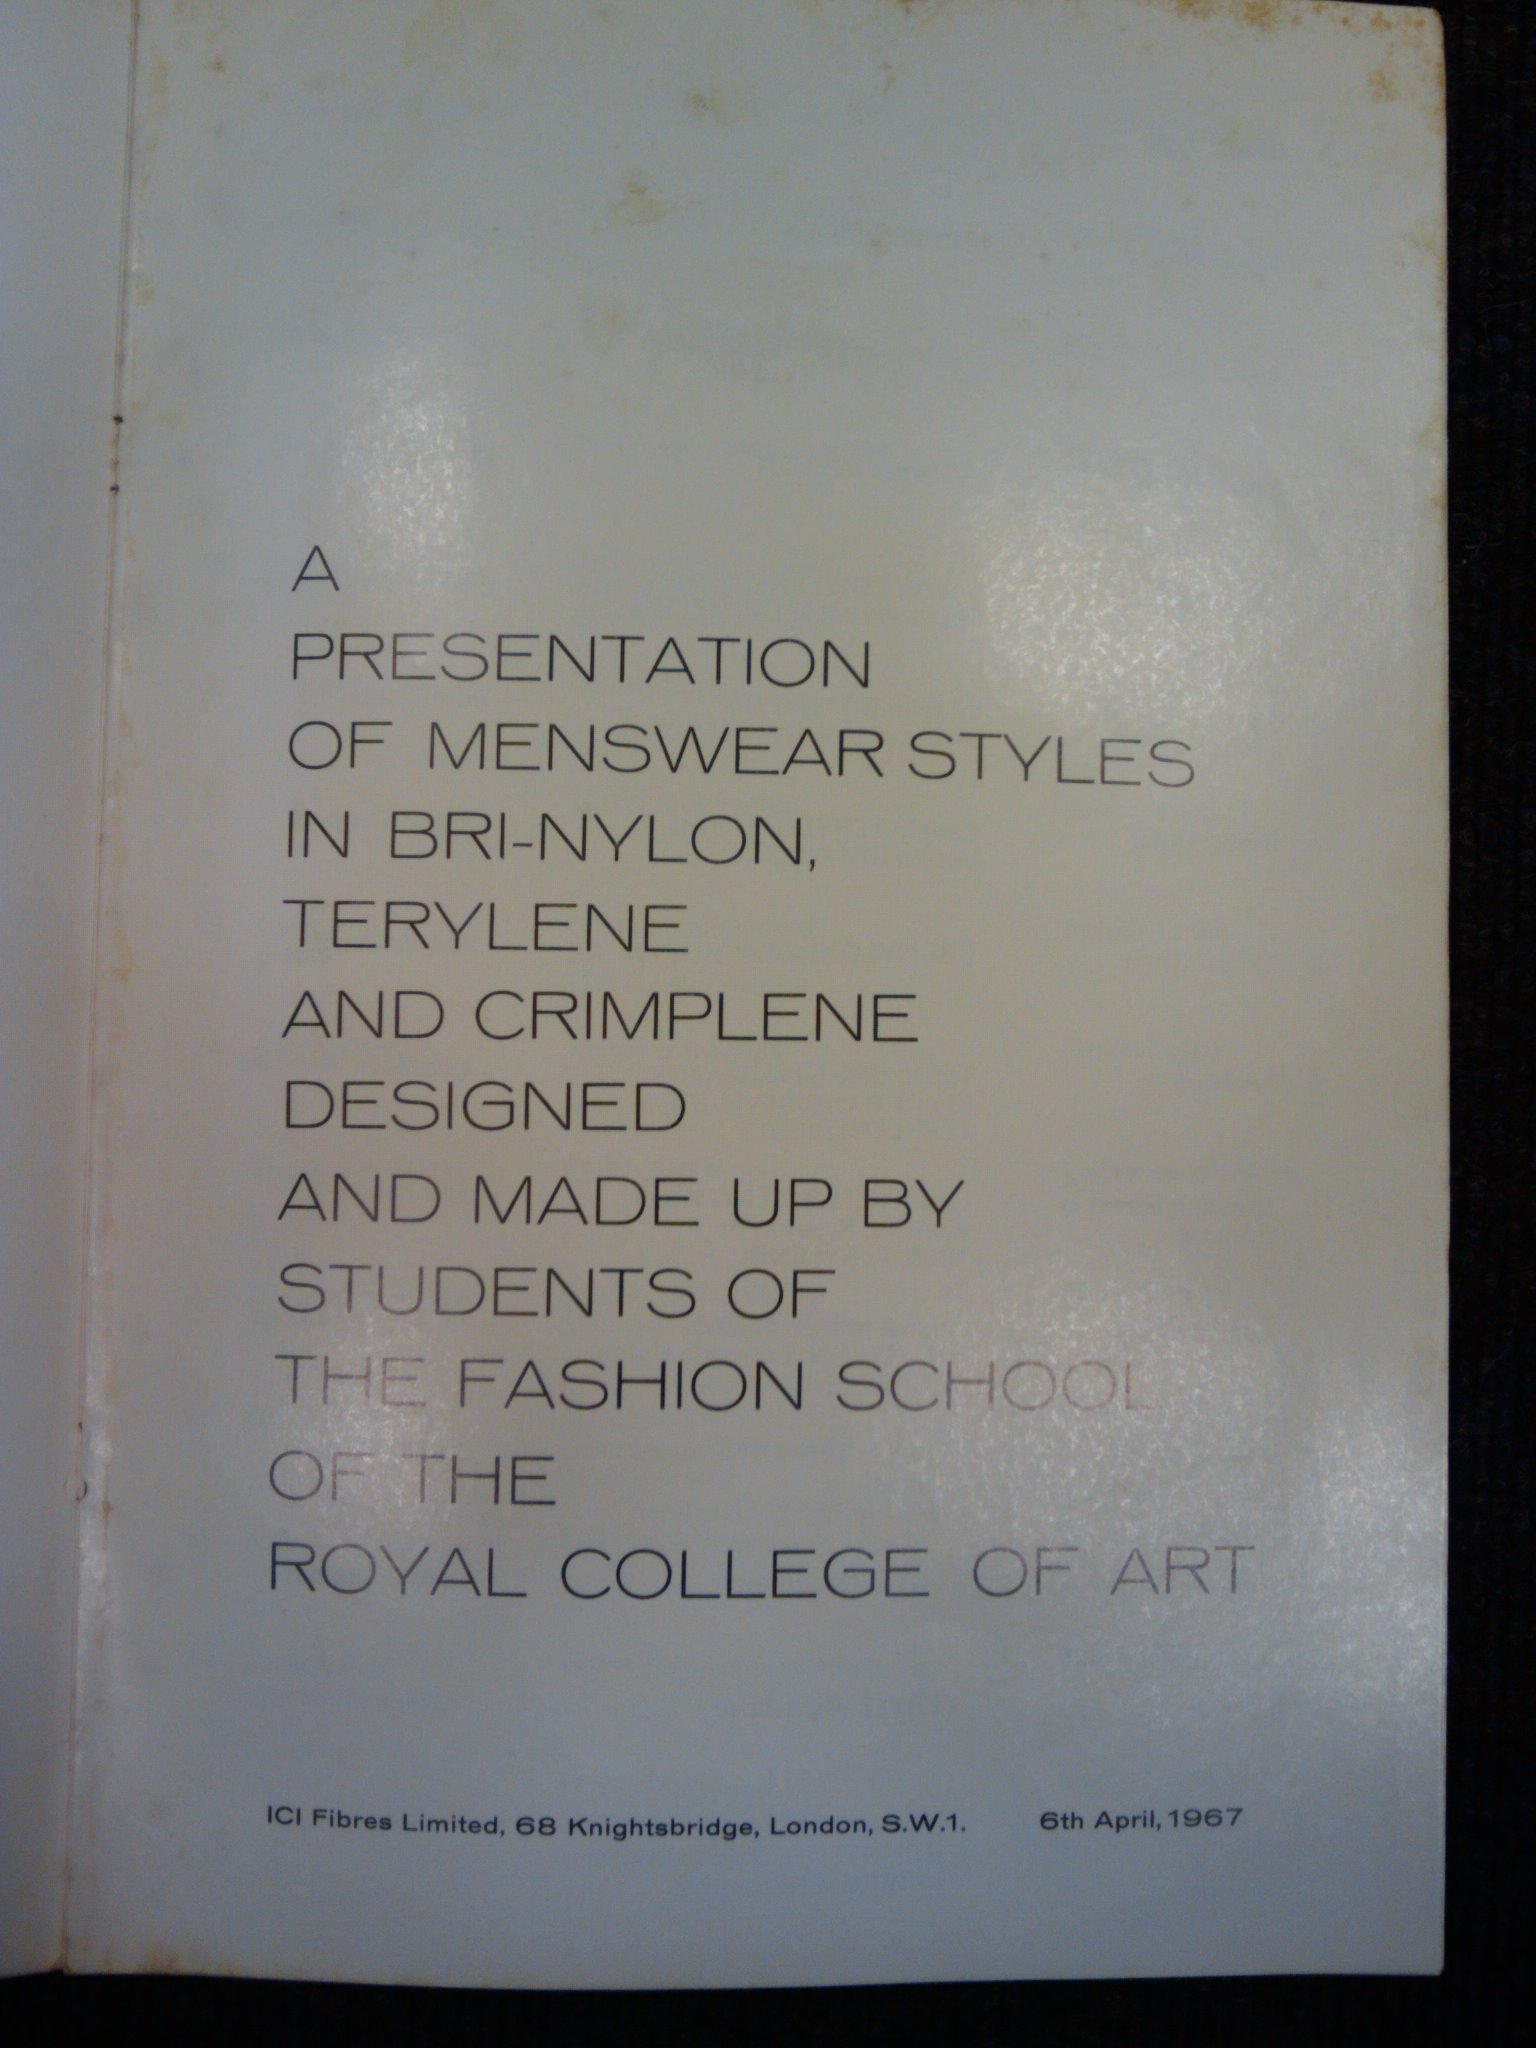 A
PRESENTATION
OF MENSWEAR STYLES
IN BRI-NYLON,
TERYLENE
AND CRIMPLENE
DESIGNED
AND MADE UP BY
STUDENTS OF
THE FASHION SCHOOL
OF THE
ROYAL COLLEGE OF ART
ICI Fibres Limited, 68 Knightsbridge, London, S.W.1. 6th April, 1967